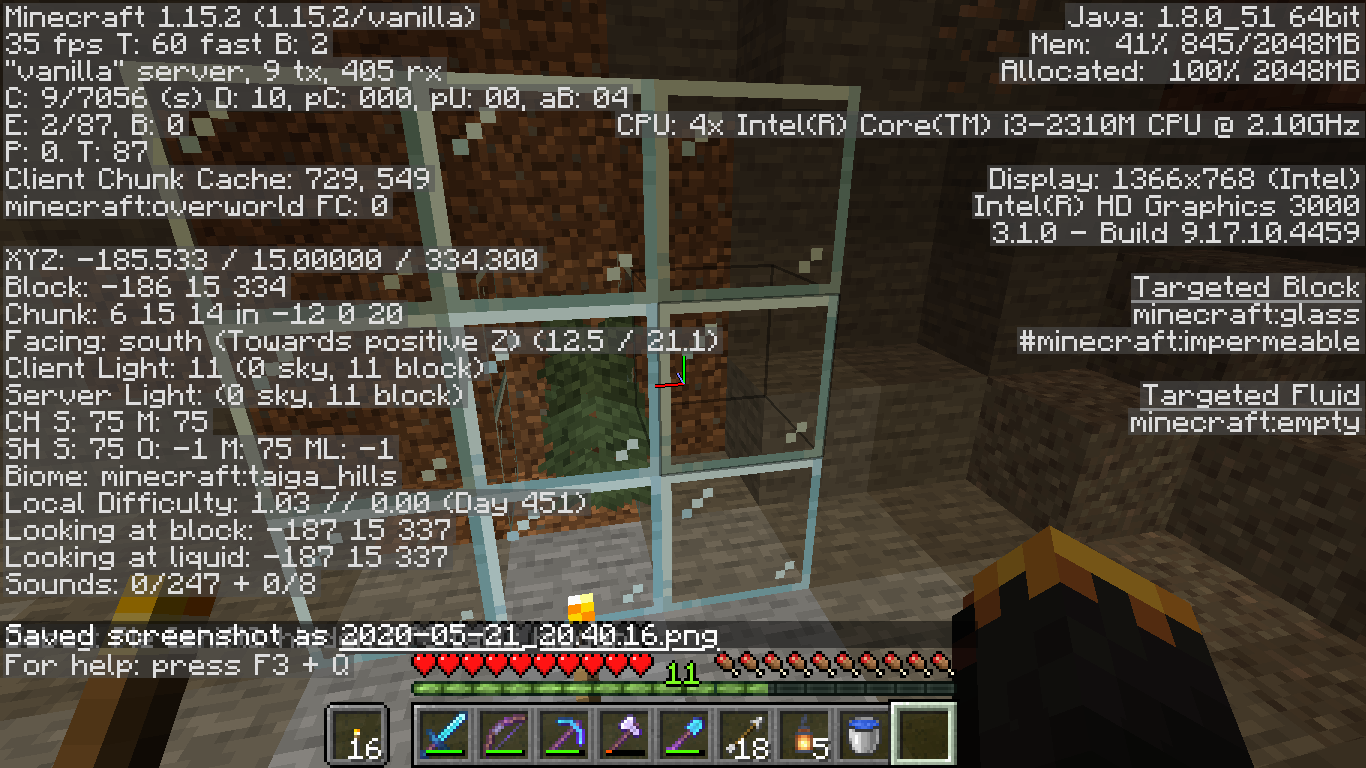 Minecraft 1.15.2 (1.15.2/vanilla)
35 fps T: 60 fast B: 2
"vanilla" server, 9 tx, 405 rx
C: 9/7056 (s) D: 10, pC: 000, pU: 00, aB: 04
E: 2/87, B: 0
P: 0. T: 87
Client Chunk Cache: 729, 549
minecraft:overworld FC: 0
XYZ: -185.533 / 15.00000 / 334.300
Block: -186 15 334
Chunk: 6 15 14 in -12 0 20
Facing: south (Towards positive Z) (12.5 / 21.1)
Client Light: 11 (0 sky, 11 block)
Server Light: (0 sky, 11 block)
CH S: 75 M: 75
SH S: 75 O: -1 M: 75 ML: -1
Biome: minecraft:taiga_hills
Local Difficulty: 1.03 // 0.00 (Day 451)
Looking at block: -187 15 337
Looking at liquid: -187 15 337
Sounds: 0/247 + 0/8
Saved screenshot as 2020-05-21_20.40.16.png
For help: press F3 + Q
Java: 1.8.0_51 64bit
Mem: 41% 845/2048MB
Allocated: 100% 2048MB
CPU: 4x Intel(R) Core(TM) i3-2310M CPU @ 2.10GHz
Display: 1366x768 (Intel)
Intel(R) HD Graphics 3000
3.1.0 - Build 9.17.10.4459
Targeted Block
minecraft:glass
#minecraft:impermeable
Targeted Fluid
minecraft:empty
11
16
18
5